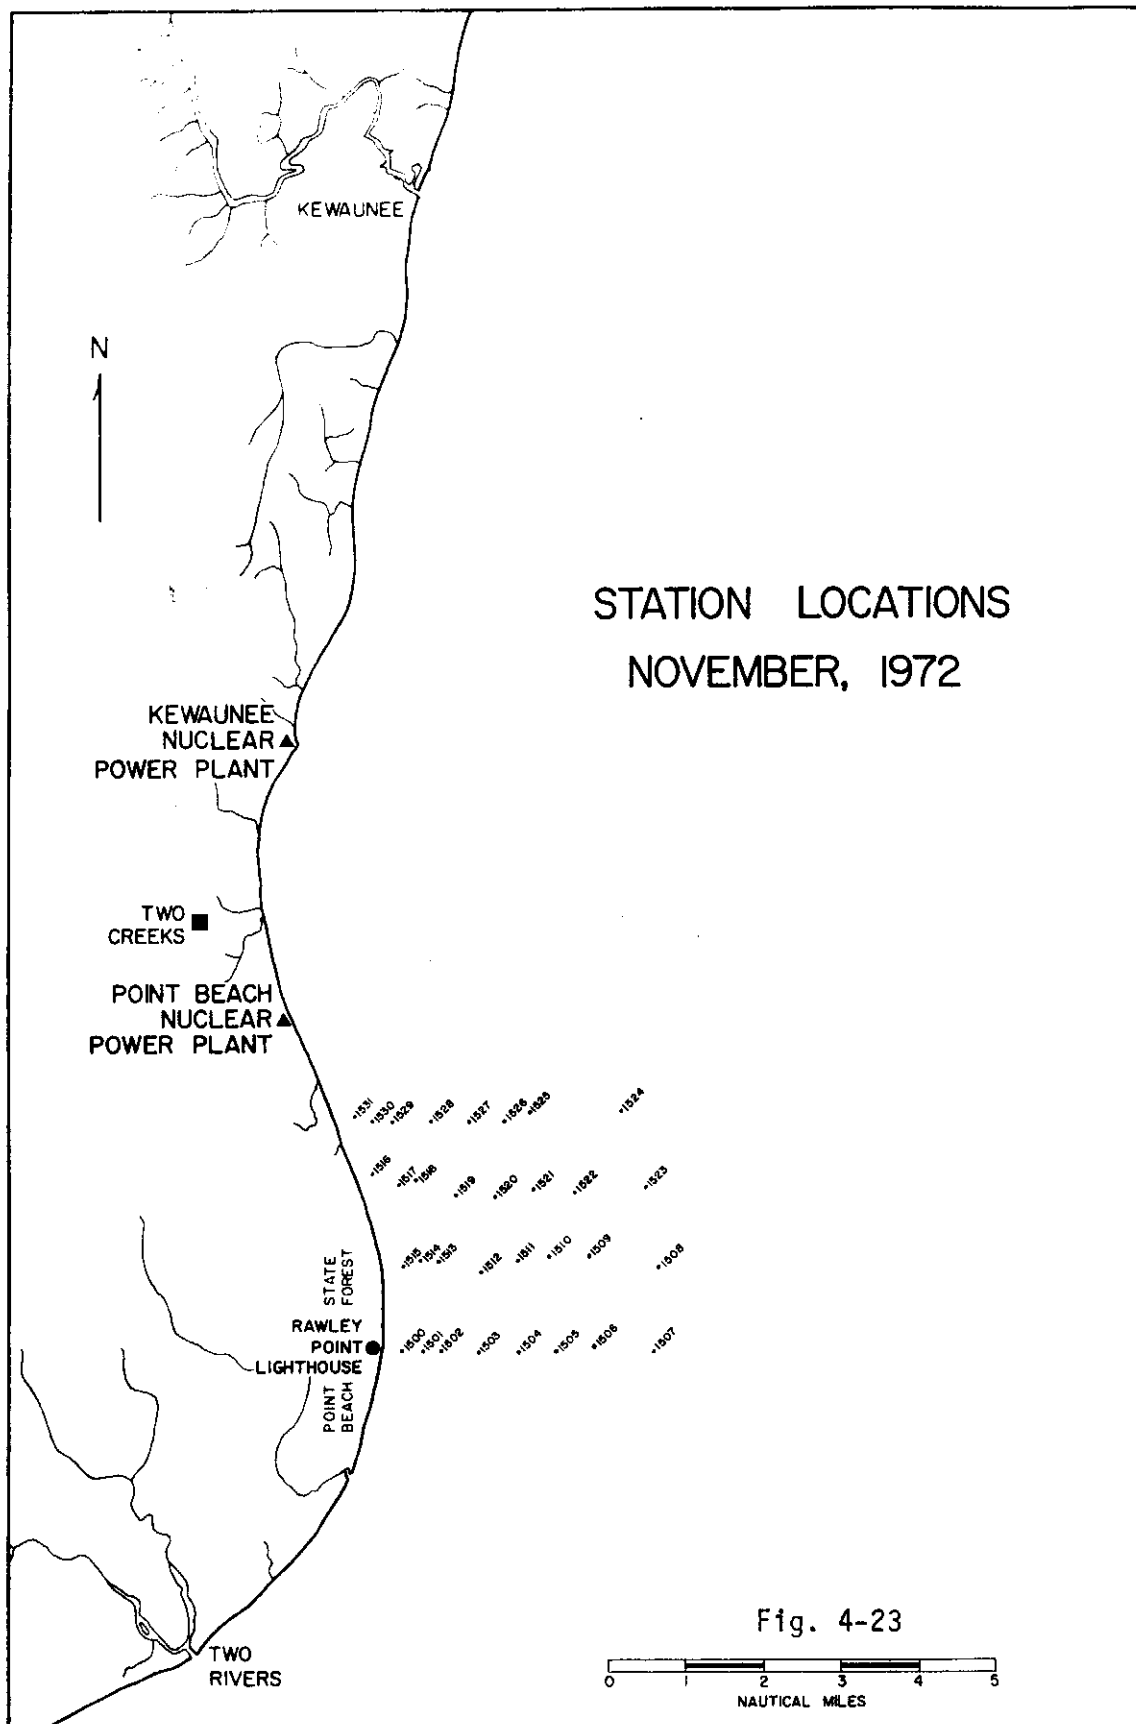 KEWAUNEE
N
STATION LOCATIONS
NOVEMBER, 1972
KEWAUNEE
NUCLEAR
POWER PLANT
TWO
CREEKS
POINT BEACH
NUCLEAR
POWER PLANT
1531 1530 1529 1528 1527 1526 1525 1524
1516 1517 1518 1519 1520 1521 1522 1523
1515 1514 1513 1512 1511 1510 1509 1508
STATE
FOREST
RAWLEY
POINT
LIGHTHOUSE
1500 1501 1502 1503 1504 1505 1506 1507
POINT
BEACH
TWO
RIVERS
Fig. 4-23
0 1 2 3 4 5
NAUTICAL MILES